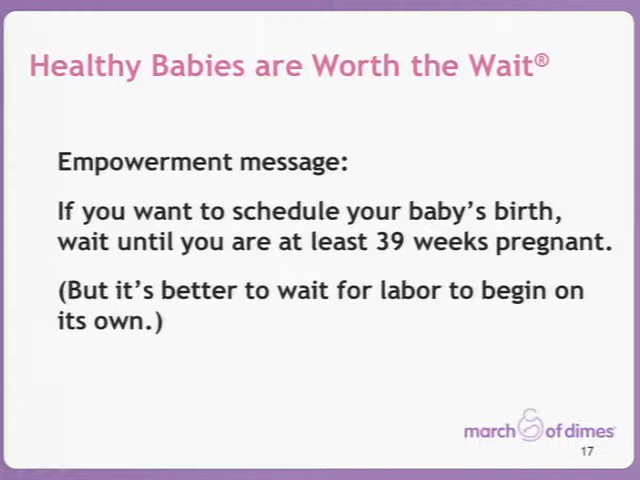 Healthy Babies are Worth the Wait®
Empowerment message:
If you want to schedule your baby's birth,
wait until you are at least 39 weeks pregnant.
(But it's better to wait for labor to begin on
its own.)
march of dimes
17